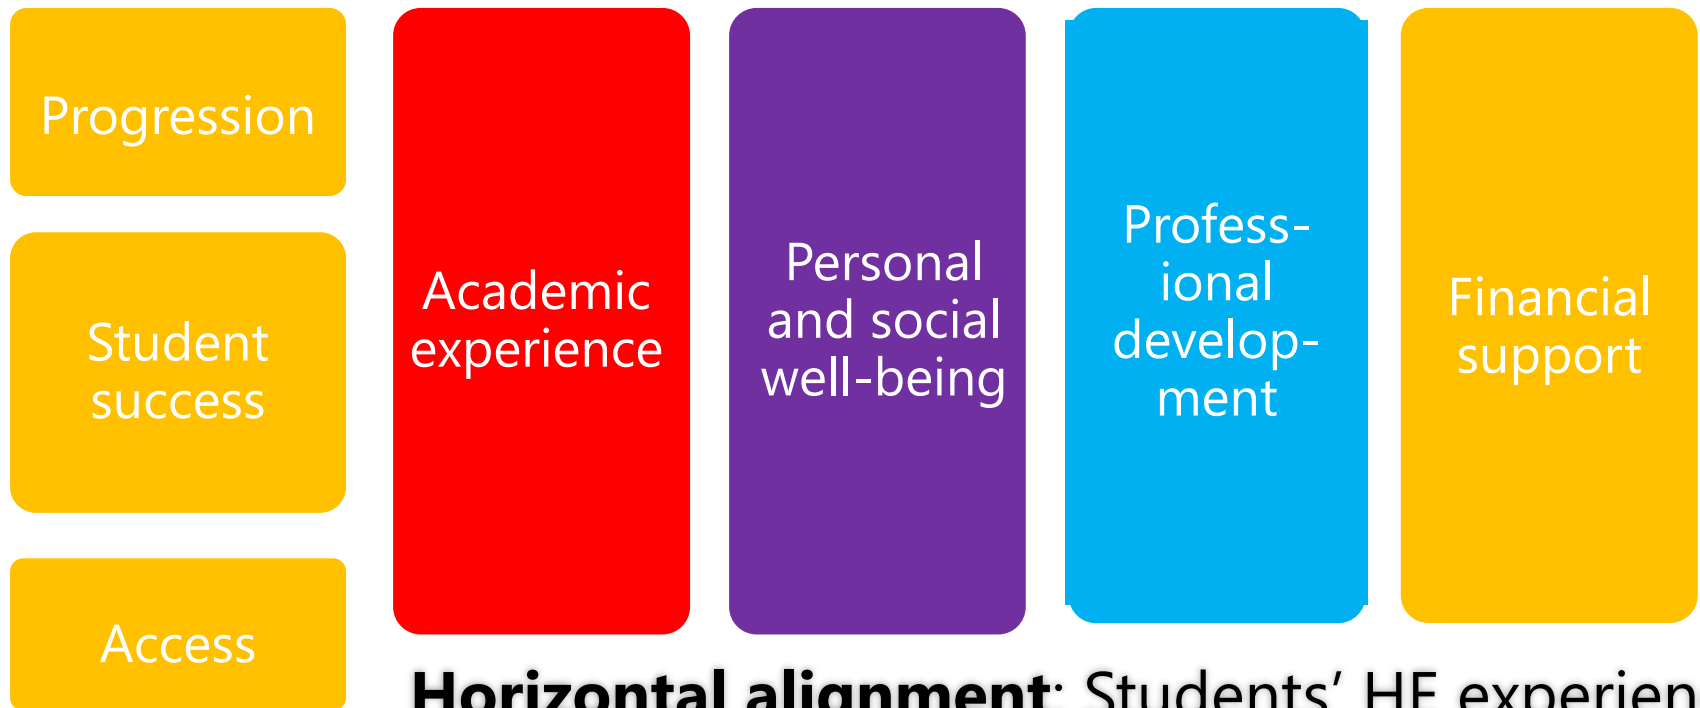 Progression
Student
success
Access
Academic
experience
Personal
and social
well-being
Profess-
ional
develop-
ment
Financial
support
Horizontal alignment: Students’ HE experien